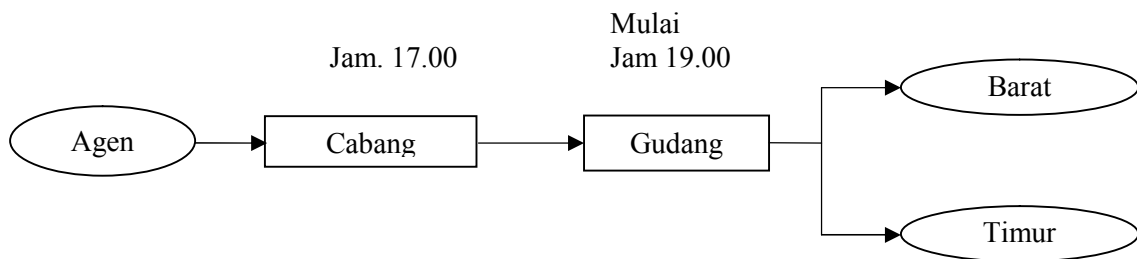 Mulai
Jam. 17.00
Jam 19.00
Barat
Agen
Cabang
Gudang
Timur